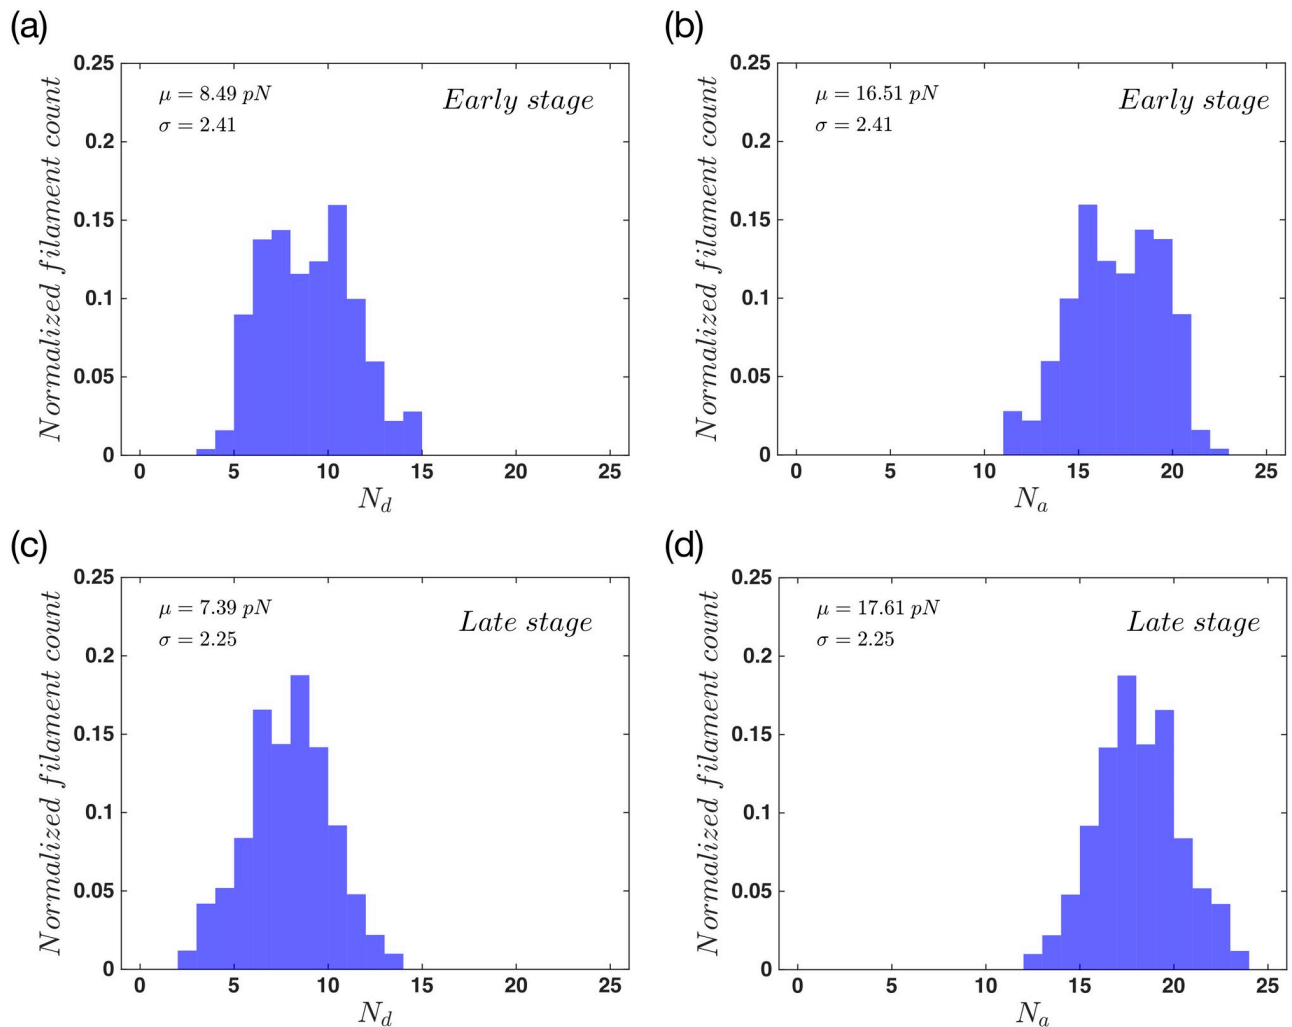 (a)
0.25
0.2
0.15
0.1
0.05
0
Normalized filament count
μ = 8.49 pN
σ = 2.41
Early stage
0 5 10 15 20 25
N_d
(b)
0.25
0.2
0.15
0.1
0.05
0
Normalized filament count
μ = 16.51 pN
σ = 2.41
Early stage
0 5 10 15 20 25
N_a
(c)
0.25
0.2
0.15
0.1
0.05
0
Normalized filament count
μ = 7.39 pN
σ = 2.25
Late stage
0 5 10 15 20 25
N_d
(d)
0.25
0.2
0.15
0.1
0.05
0
Normalized filament count
μ = 17.61 pN
σ = 2.25
Late stage
0 5 10 15 20 25
N_a